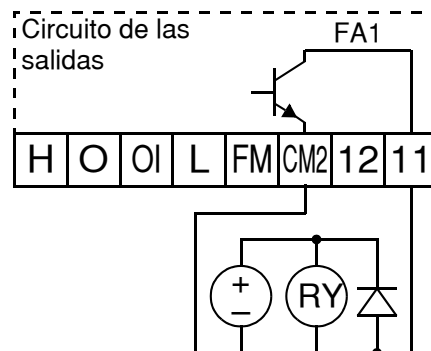 Circuito de las
salidas
FA1
H O OI L FM CM2 12 11
+
–
RY